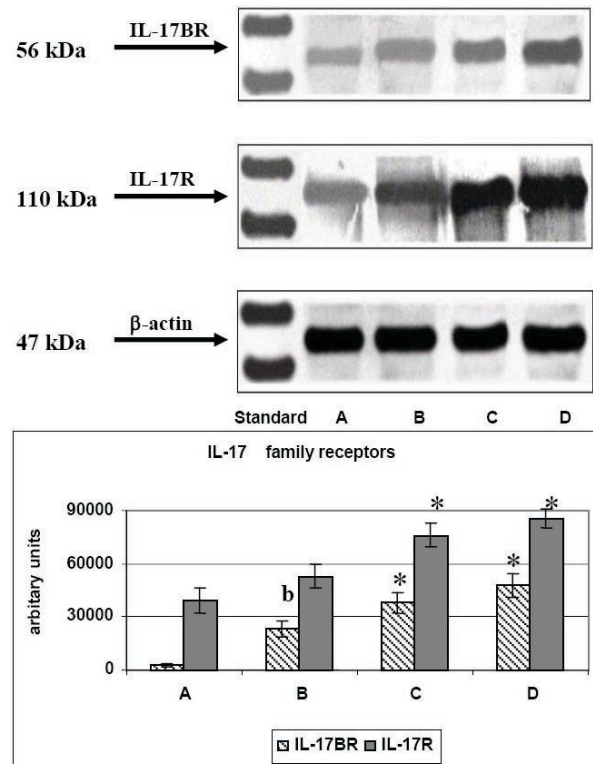 56 kDa IL-17BR
110 kDa IL-17R
47 kDa β-actin
Standard A B C D
IL-17 family receptors
arbitary units
90000
60000
30000
0
b
*
*
*
*
A B C D
IL-17BR IL-17R